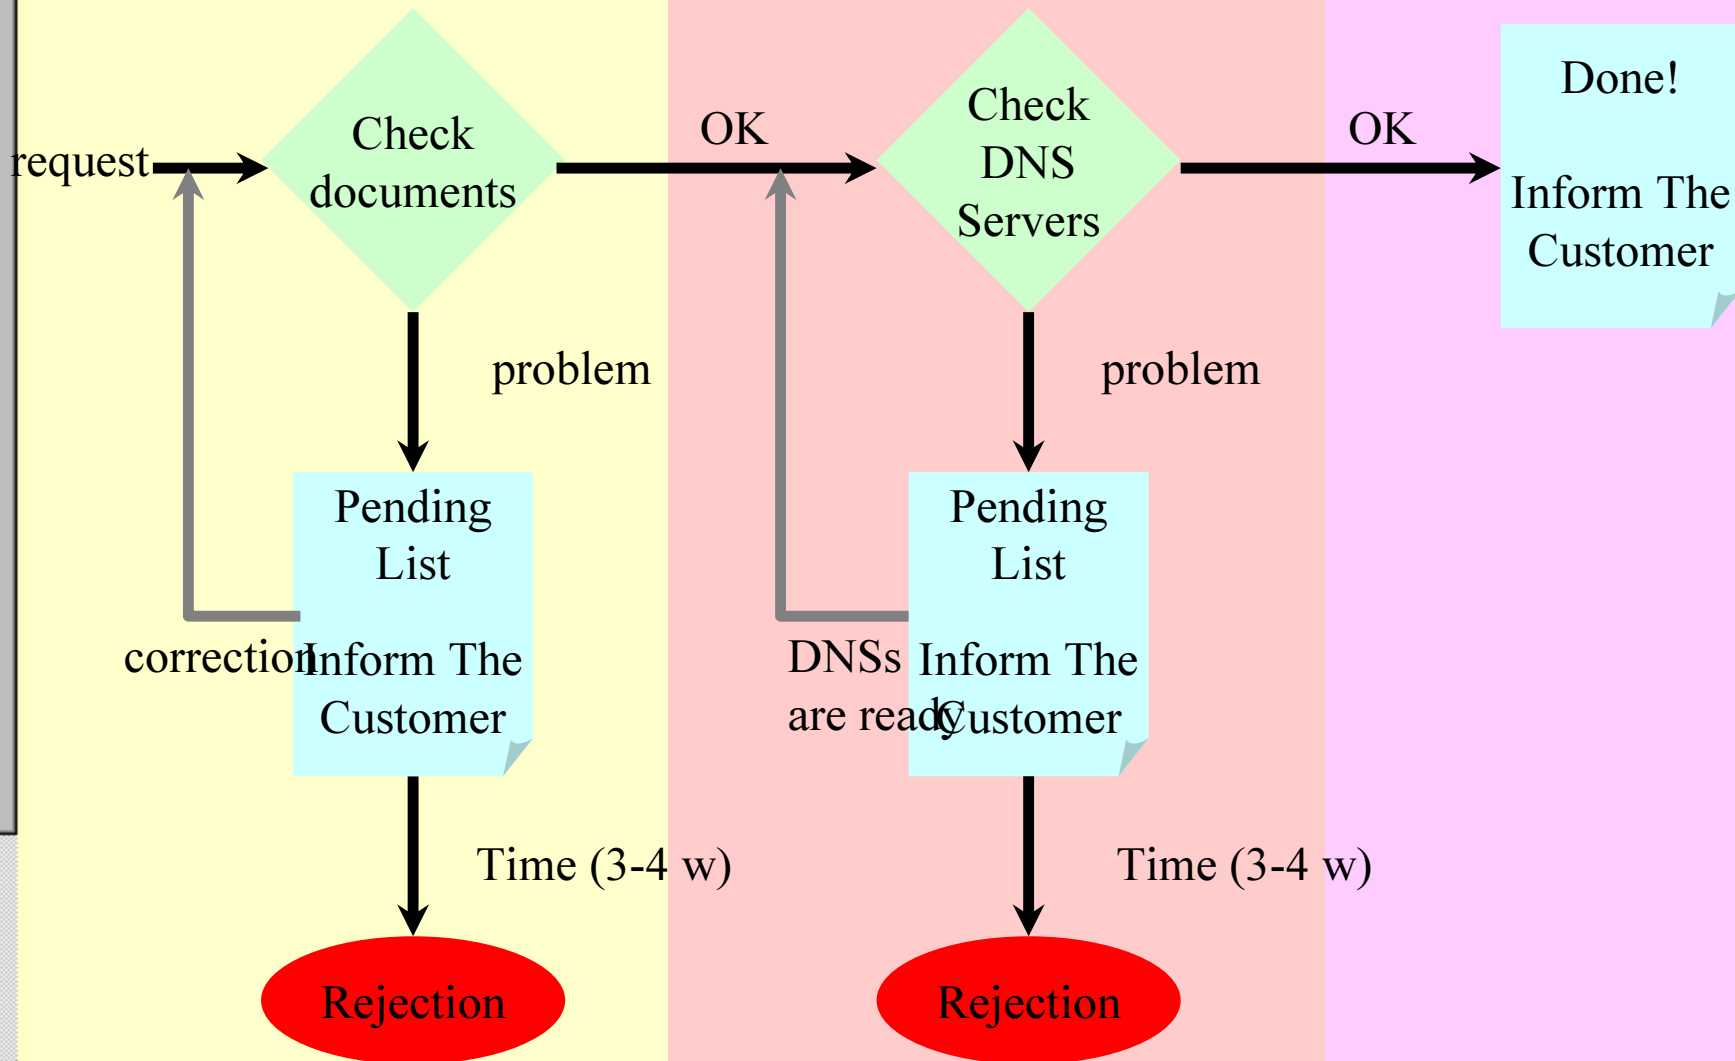 request
Check
documents
OK
Check
DNS
Servers
OK
Done!
Inform The
Customer
problem
problem
Pending
List
Inform The
Customer
correction
Pending
List
Inform The
Customer
DNSs
are ready
Time (3-4 w)
Time (3-4 w)
Rejection
Rejection